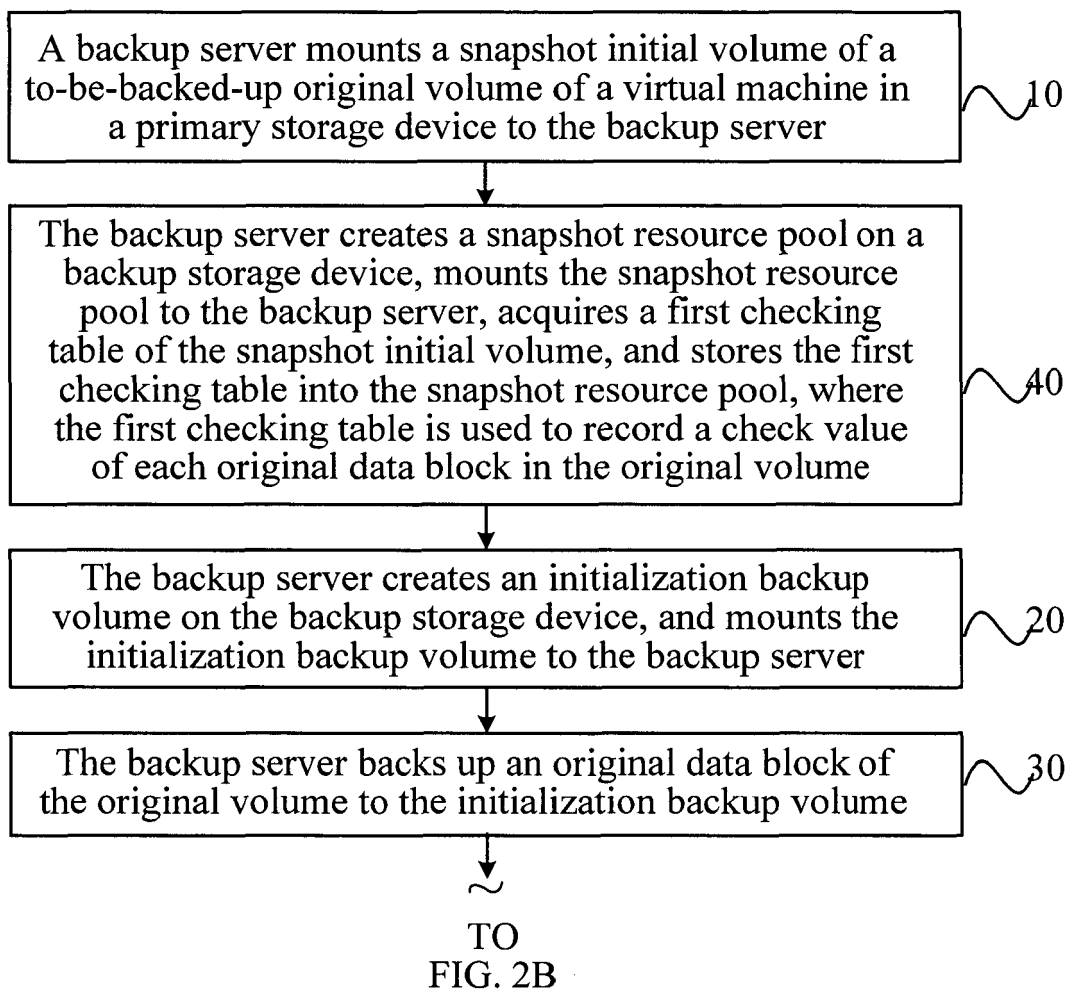 A backup server mounts a snapshot initial volume of a
to-be-backed-up original volume of a virtual machine in
a primary storage device to the backup server
10
The backup server creates a snapshot resource pool on a
backup storage device, mounts the snapshot resource
pool to the backup server, acquires a first checking
table of the snapshot initial volume, and stores the first
checking table into the snapshot resource pool, where
the first checking table is used to record a check value
of each original data block in the original volume
40
The backup server creates an initialization backup
volume on the backup storage device, and mounts the
initialization backup volume to the backup server
20
The backup server backs up an original data block of
the original volume to the initialization backup volume
30
TO
FIG. 2B